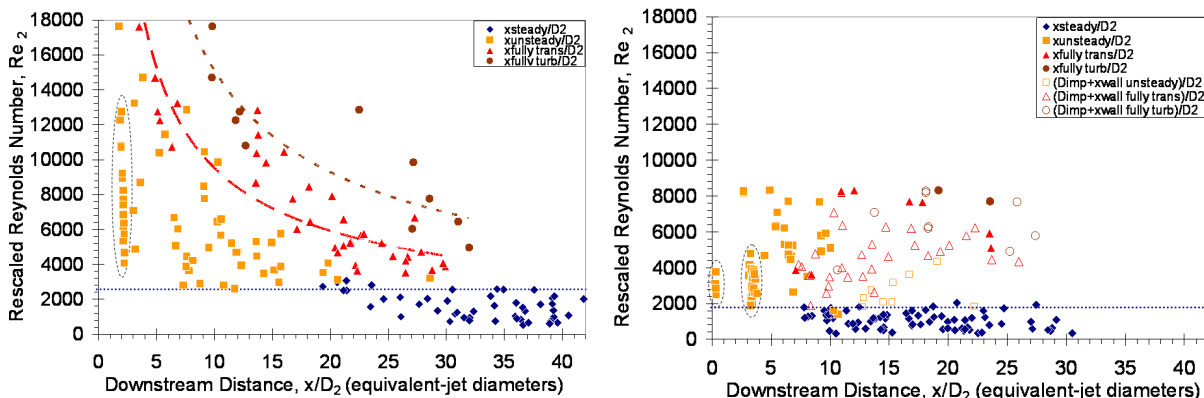 Rescaled Reynolds Number, Re 2
18000
16000
14000
12000
10000
8000
6000
4000
2000
0
0 5 10 15 20 25 30 35 40
Downstream Distance, x/D2 (equivalent-jet diameters)
xsteady/D2
xunsteady/D2
xfully trans/D2
xfully turb/D2
Rescaled Reynolds Number, Re 2
18000
16000
14000
12000
10000
8000
6000
4000
2000
0
0 5 10 15 20 25 30 35 40
Downstream Distance, x/D2 (equivalent-jet diameters)
xsteady/D2
xunsteady/D2
xfully trans/D2
xfully turb/D2
(Dimp+xwall unsteady)/D2
(Dimp+xwall fully trans)/D2
(Dimp+xwall fully turb)/D2